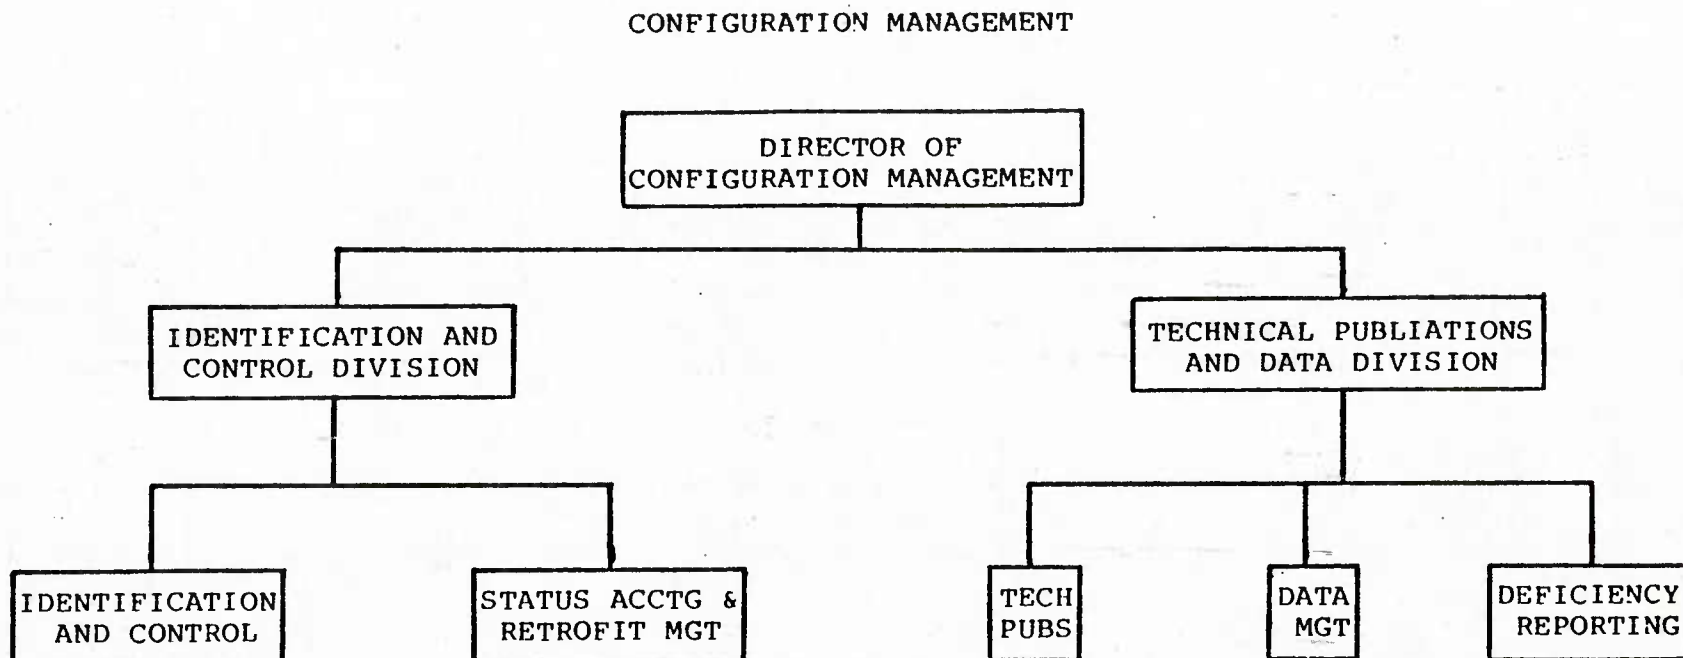 CONFIGURATION MANAGEMENT
DIRECTOR OF
CONFIGURATION MANAGEMENT
IDENTIFICATION AND
CONTROL DIVISION
TECHNICAL PUBLIATIONS
AND DATA DIVISION
IDENTIFICATION
AND CONTROL
STATUS ACCTG &
RETROFIT MGT
TECH
PUBS
DATA
MGT
DEFICIENCY
REPORTING